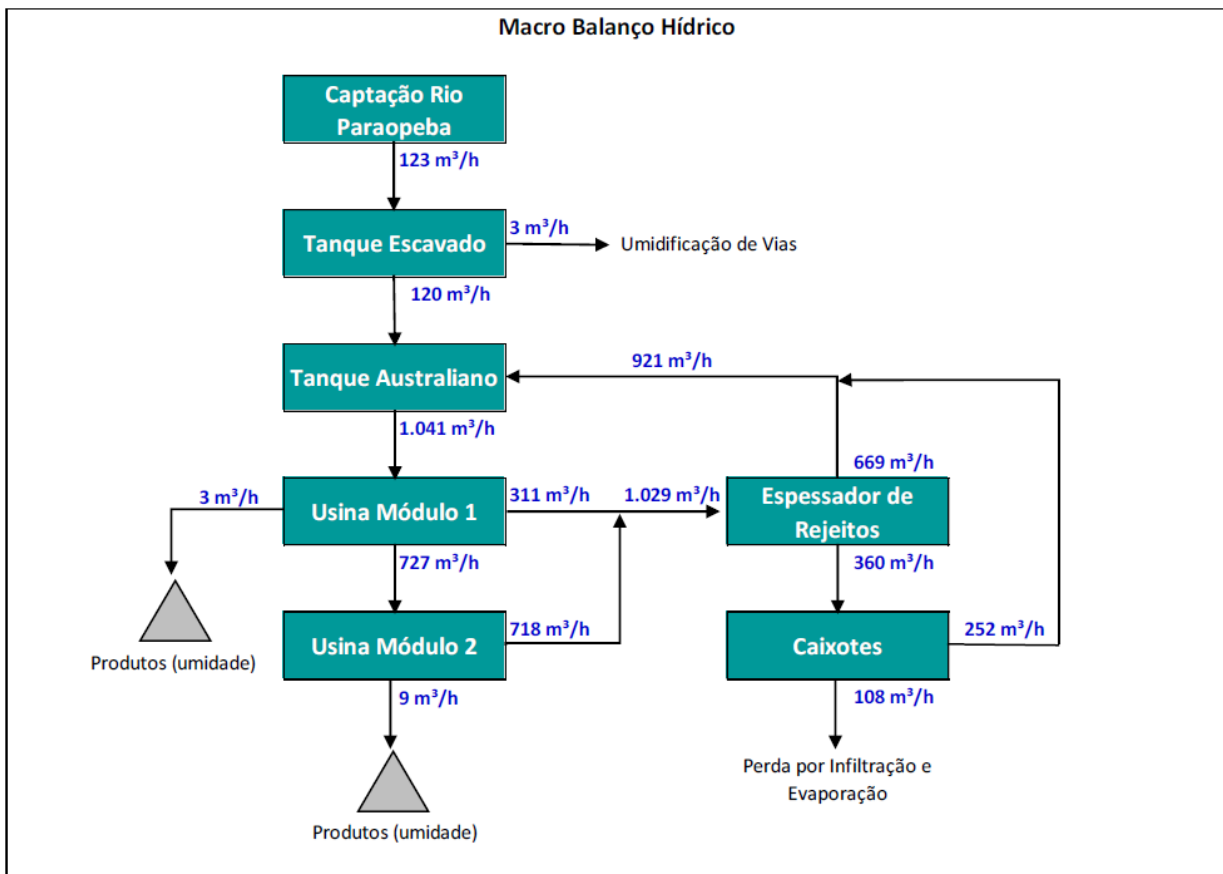 Macro Balanço Hídrico
Captação Rio
Paraopeba
123 m³/h
Tanque Escavado
3 m³/h
Umidificação de Vias
120 m³/h
Tanque Australiano
921 m³/h
1.041 m³/h
3 m³/h
Usina Módulo 1
311 m³/h
1.029 m³/h
669 m³/h
Espessador de
Rejeitos
727 m³/h
360 m³/h
Produtos (umidade)
Usina Módulo 2
718 m³/h
Caixotes
252 m³/h
9 m³/h
108 m³/h
Perda por Infiltração e
Evaporação
Produtos (umidade)